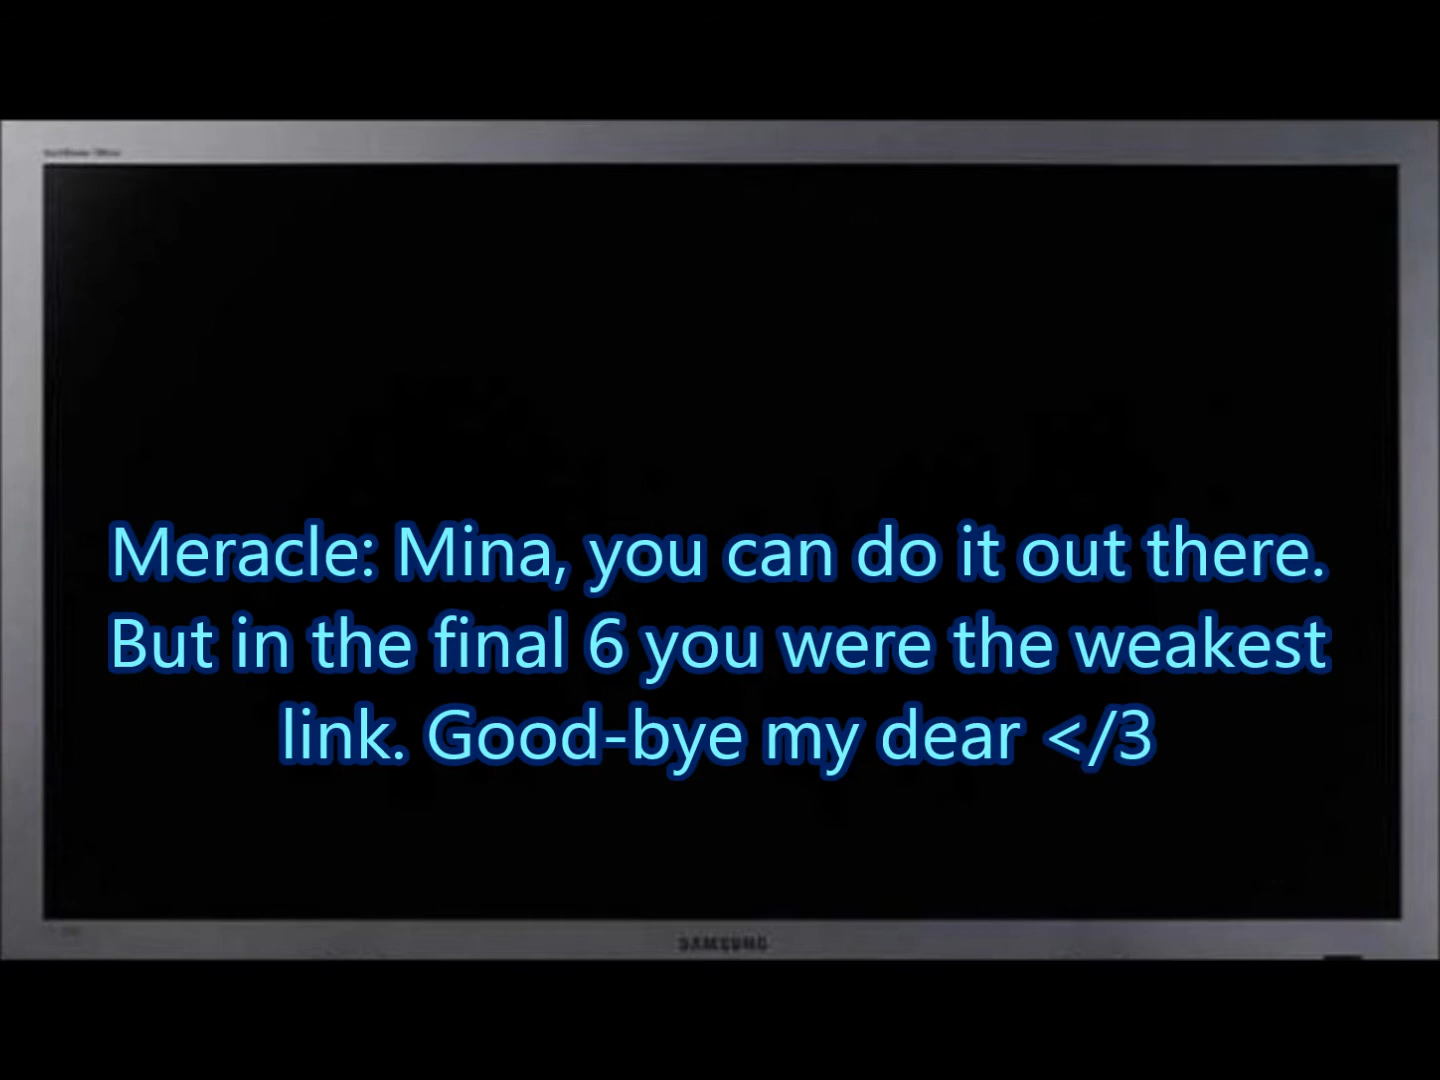 Meracle: Mina, you can do it out there.
But in the final 6 you were the weakest
link. Good-bye my dear </3
SAMSUNG